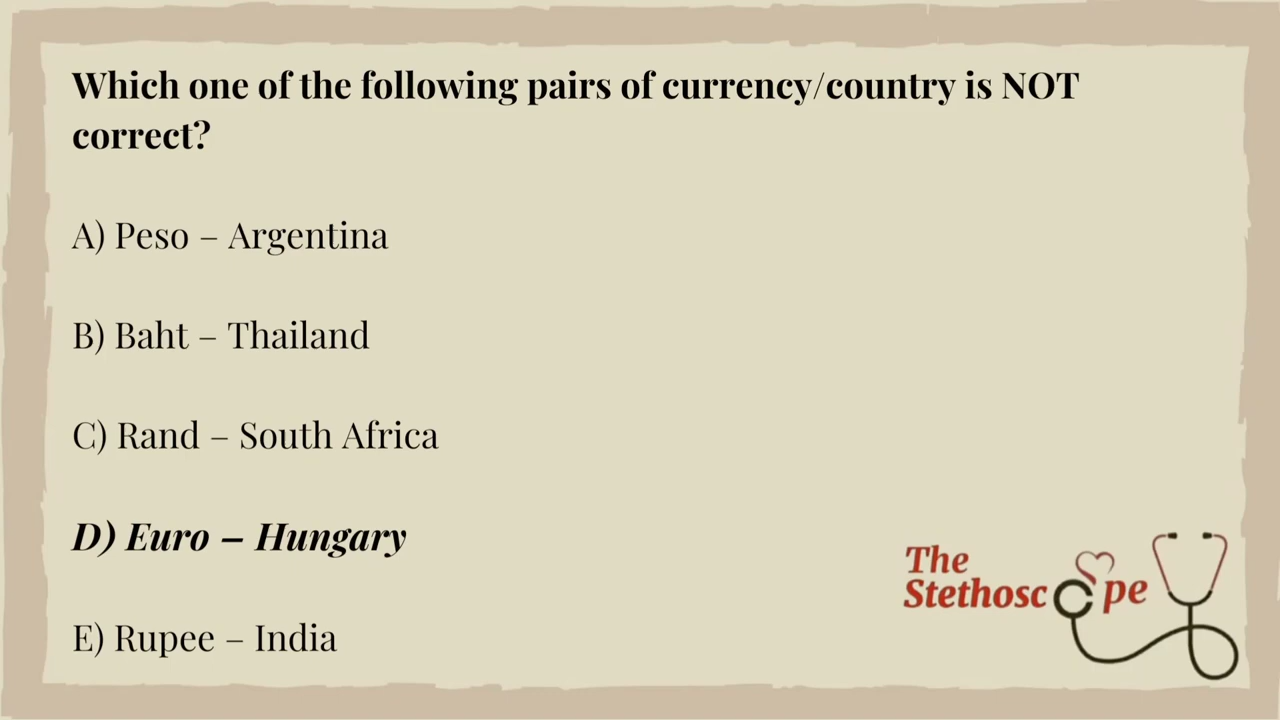 Which one of the following pairs of currency/country is NOT
correct?
A) Peso – Argentina
B) Baht – Thailand
C) Rand – South Africa
D) Euro – Hungary
E) Rupee – India
The
Stethoscope